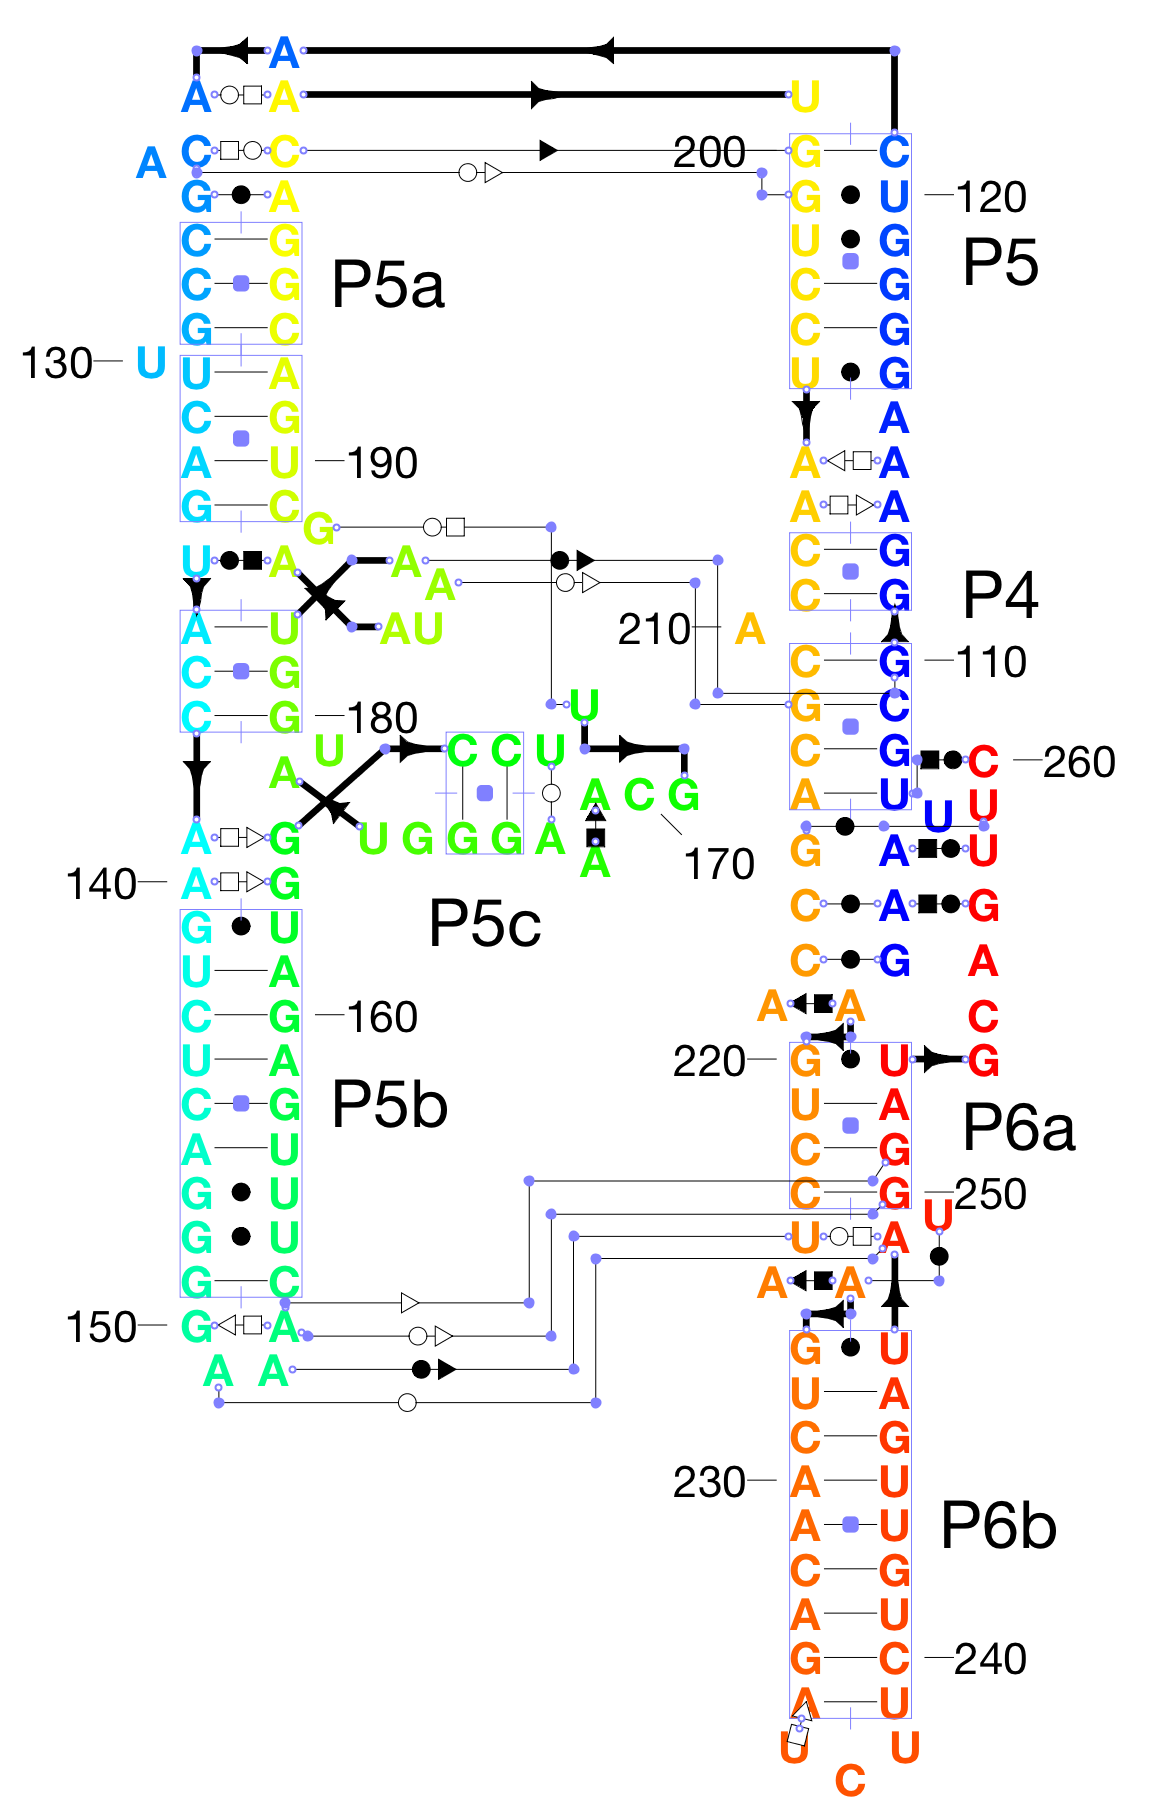 A
A A U
C C 200 G C
A
G A G U 120
C G U G P5
C G P5a C G
G C C G
130 U U A U G
C G A
A U 190 A A
G C A A
G
U A A C G
A
C G P4
A U A U 210 A
C G C G 110
C G 180 U G C
U C C U C G C 260
A
A C G A U U U
A G U G G G A G A U
A 170
140 A G
G U P5c C A G
U A C G A
C G 160 A A C
U A 220 G U G
C G P5b U A P6a
A U C G
G U C G 250
U
G U U A
G C A A
150 G A G U
A A U A
C G
230 A U
A U P6b
C G
A U
G C 240
A U
U U
C